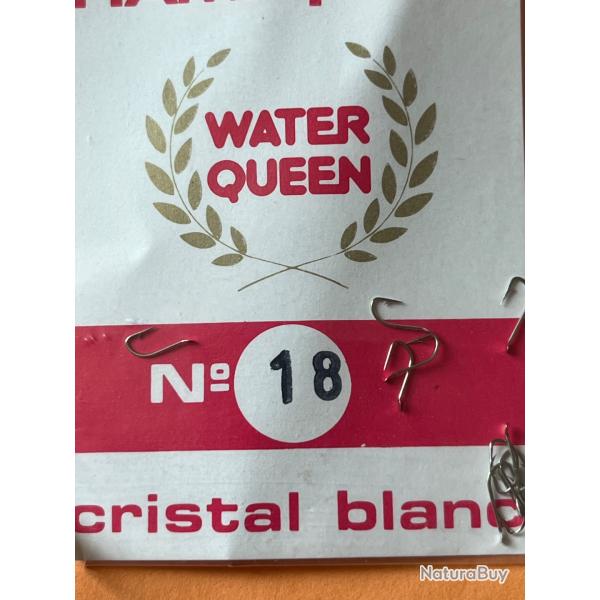 WATER
QUEEN
Nº 18
cristal blanc
NaturaBuy